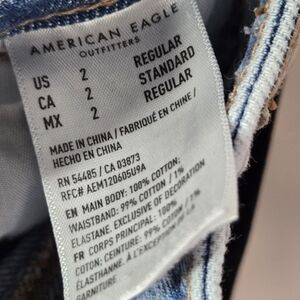 AMERICAN EAGLE
OUTFITTERS
US 2 REGULAR
CA 2 STANDARD
MX 2 REGULAR
MADE IN CHINA / FABRIQUÉ EN CHINE /
HECHO EN CHINA
RN 54485 / CA 03873
RFC# AEM120605U9A
EN MAIN BODY: 100% COTTON;
WAISTBAND: 99% COTTON / 1%
ELASTANE. EXCLUSIVE OF DECORATION
FR CORPS PRINCIPAL: 100%
COTON; CEINTURE: 99% COTON / 1%
ÉLASTHANNE. À L'EXCEPTION DE LA
GARNITURE